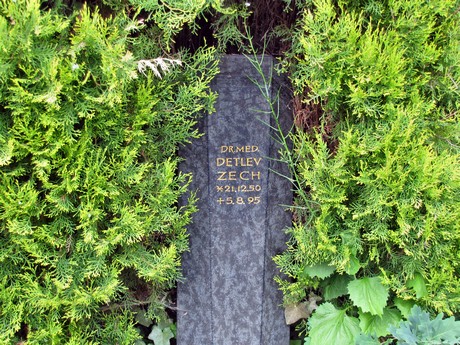 DR.MED.
DETLEV
ZECH
*21.12.50
+5.8.95